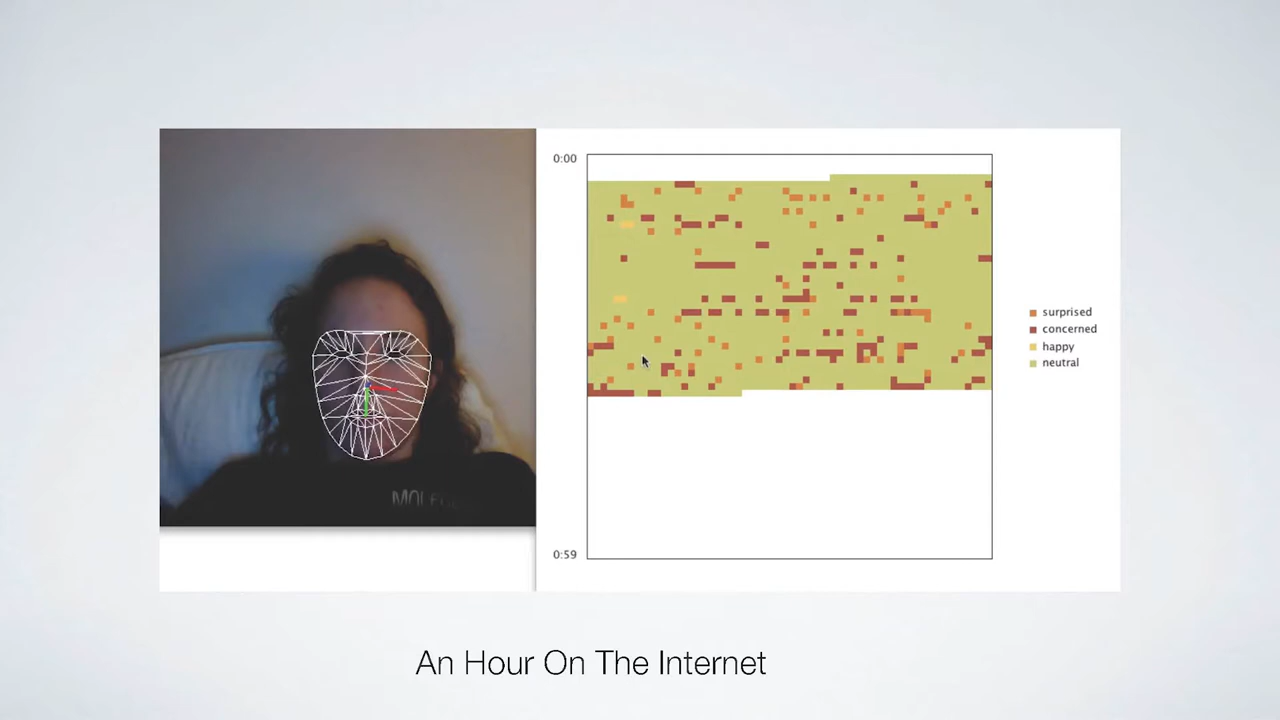 0:00
surprised
concerned
happy
neutral
0:59
An Hour On The Internet